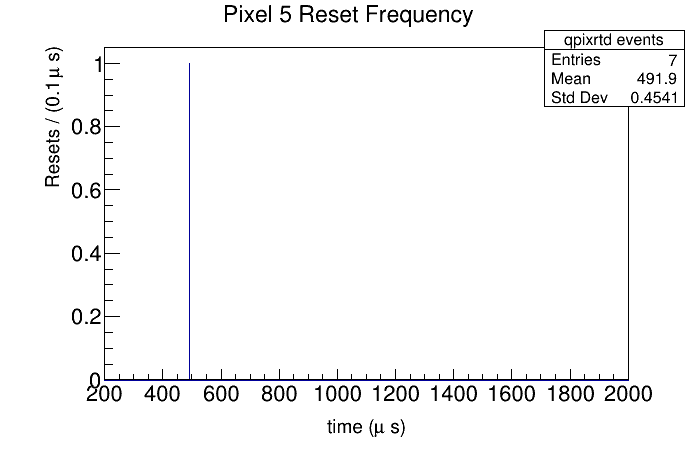 Pixel 5 Reset Frequency
qpixrtd events
Entries 7
Mean 491.9
Std Dev 0.4541
Resets / (0.1μ s)
1
0.8
0.6
0.4
0.2
0
200 400 600 800 1000 1200 1400 1600 1800 2000
time (μ s)